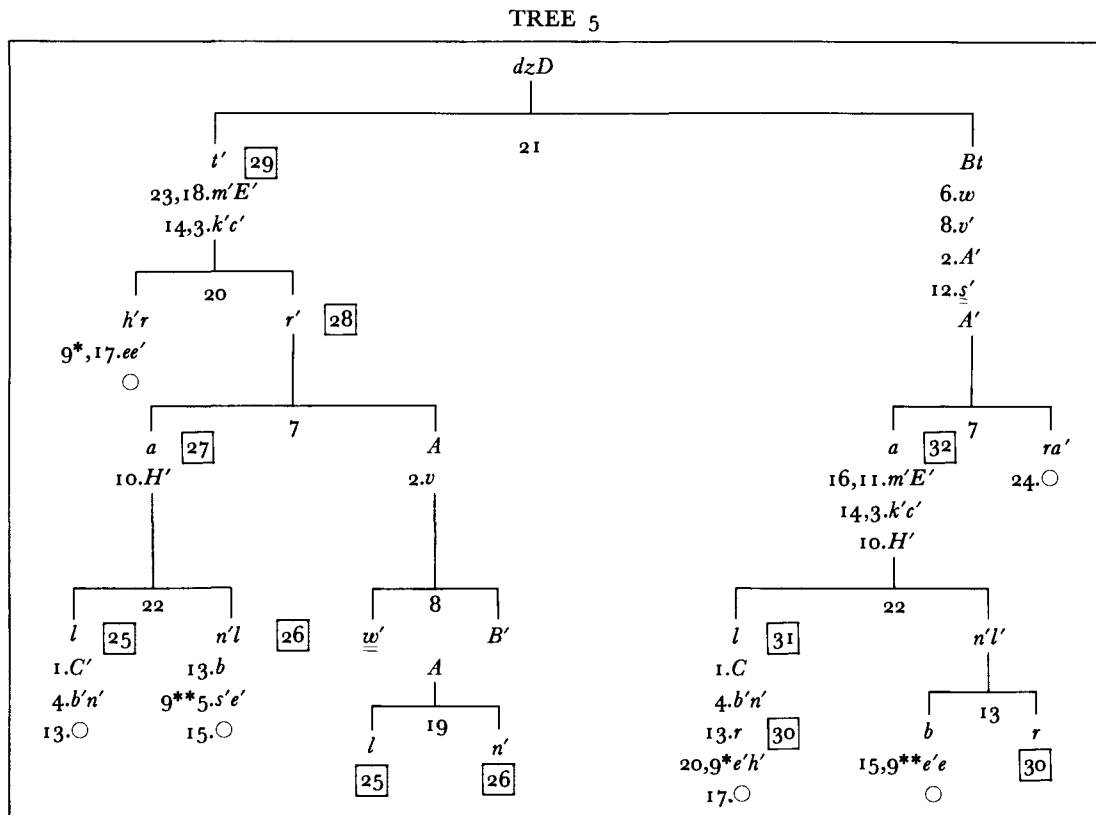 TREE 5
dzD
21
t′ 29
Bt
23,18.m′E′
6.w
14,3.k′c′
8.v′
2.A′
20
12.s′
h′r
r′ 28
A′
9*,17.ee′
○
7
7
a 27
A
a 32
ra′
10.H′
2.v
16,11.m′E′
24.○
14,3.k′c′
10.H′
22
8
22
l 25
n′l 26
w′
B′
l 31
n′l′
1.C′
13.b
A
1.C
4.b′n′
9**5.s′e′
4.b′n′
13
13.○
15.○
19
13.r 30
b
r
l
n′
20,9*e′h′
15,9**e′e
30
25
26
17.○
○